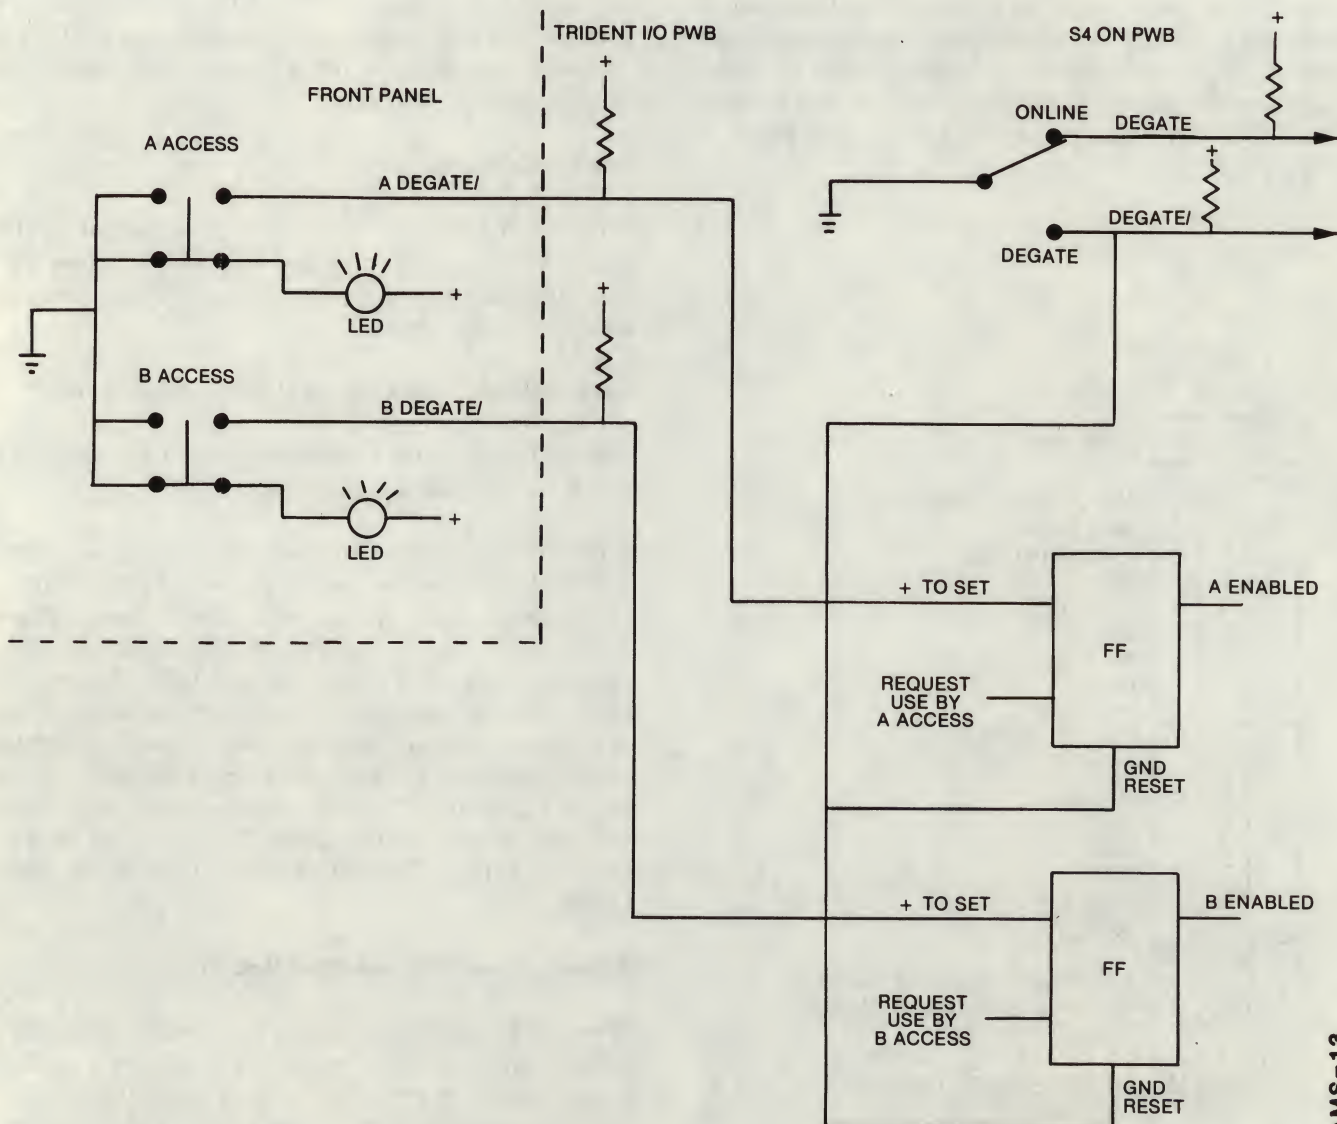 TRIDENT I/O PWB
S4 ON PWB
+
+
FRONT PANEL
ONLINE
DEGATE
A ACCESS
+
A DEGATE/
DEGATE/
DEGATE
+
LED
+
B ACCESS
B DEGATE/
+
LED
+ TO SET
A ENABLED
FF
REQUEST
USE BY
A ACCESS
GND
RESET
+ TO SET
B ENABLED
FF
REQUEST
USE BY
B ACCESS
GND
RESET